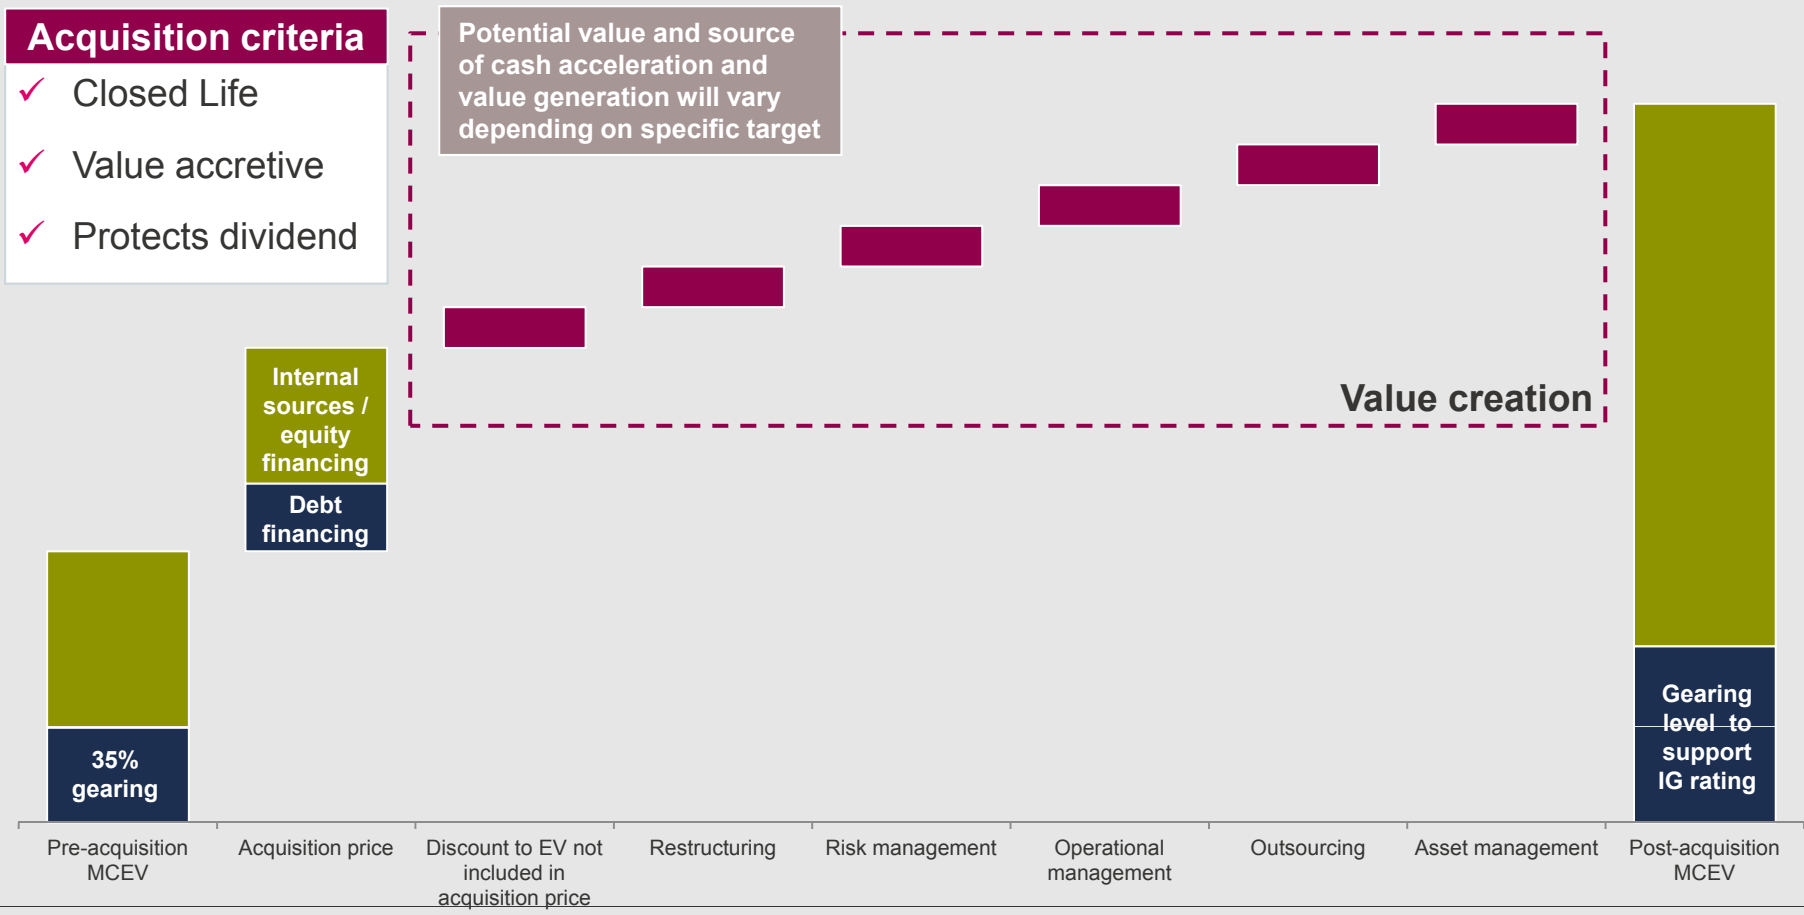 Acquisition criteria
✓ Closed Life
✓ Value accretive
✓ Protects dividend
Potential value and source
of cash acceleration and
value generation will vary
depending on specific target
Value creation
Internal
sources /
equity
financing
Debt
financing
35%
gearing
Gearing
level to
support
IG rating
Pre-acquisition
MCEV
Acquisition price
Discount to EV not
included in
acquisition price
Restructuring
Risk management
Operational
management
Outsourcing
Asset management
Post-acquisition
MCEV